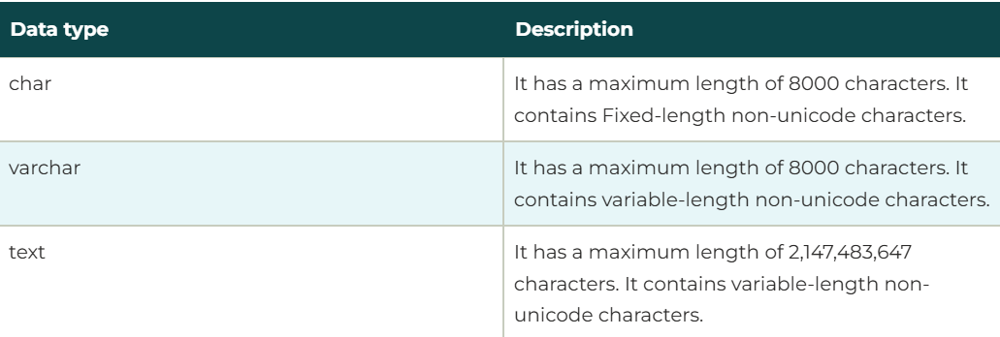 Data type Description
char It has a maximum length of 8000 characters. It
contains Fixed-length non-unicode characters.
varchar It has a maximum length of 8000 characters. It
contains variable-length non-unicode characters.
text It has a maximum length of 2,147,483,647
characters. It contains variable-length non-
unicode characters.